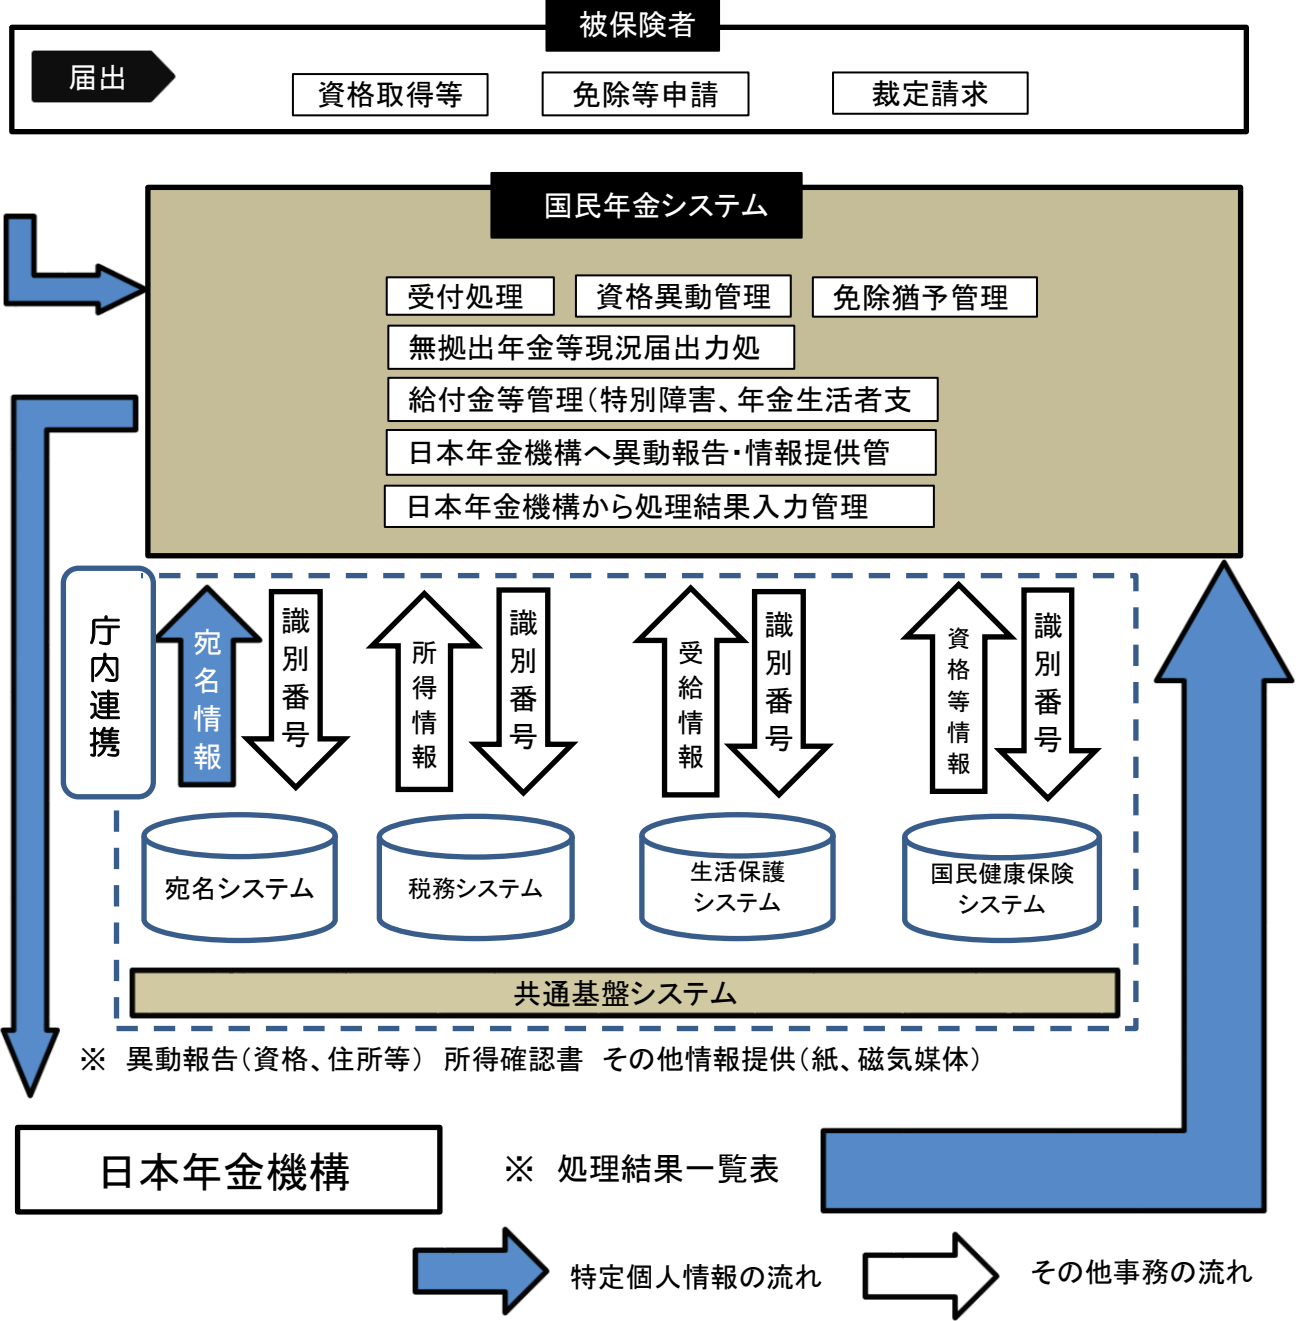 被保険者
届出
資格取得等
免除等申請
裁定請求
国民年金システム
受付処理
資格異動管理
免除猶予管理
無拠出年金等現況届出力処
給付金等管理（特別障害、年金生活者支
日本年金機構へ異動報告・情報提供管
日本年金機構から処理結果入力管理
庁内連携
宛名情報
識別番号
所得情報
識別番号
受給情報
識別番号
資格等情報
識別番号
宛名システム
税務システム
生活保護
システム
国民健康保険
システム
共通基盤システム
※ 異動報告（資格、住所等） 所得確認書 その他情報提供（紙、磁気媒体）
日本年金機構
※ 処理結果一覧表
特定個人情報の流れ
その他事務の流れ